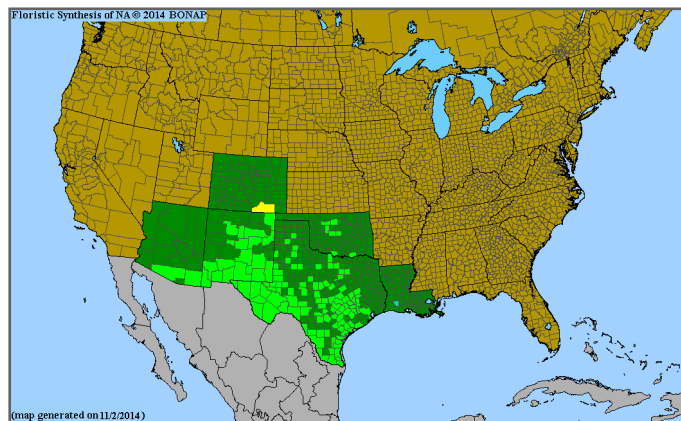 Floristic Synthesis of NA © 2014 BONAP
(map generated on 11/2/2014)